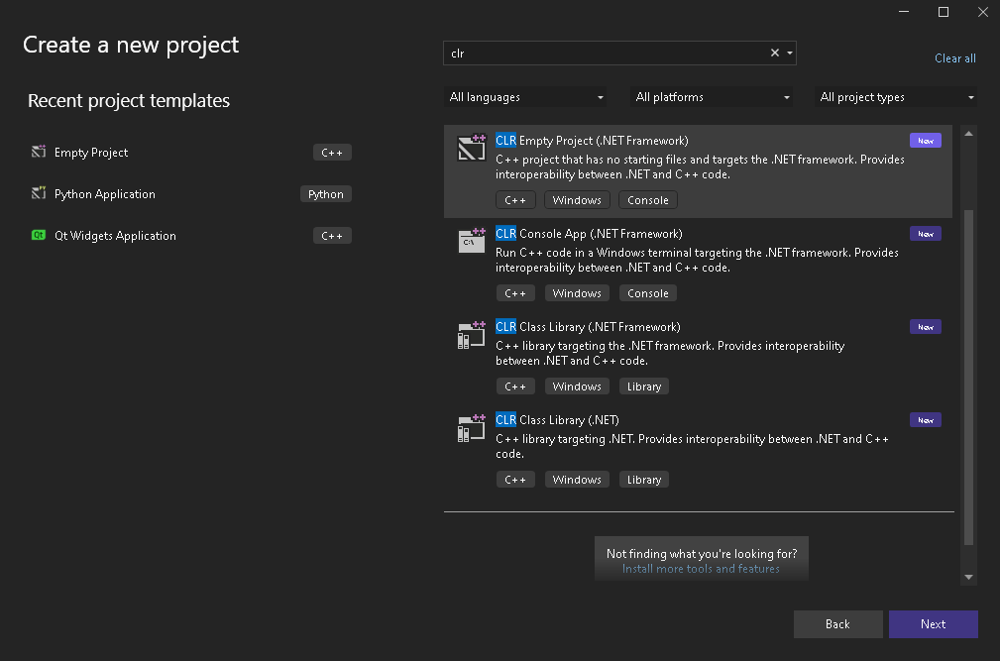 Create a new project
clr
Clear all
Recent project templates
All languages
All platforms
All project types
Empty Project
C++
Python Application
Python
Qt
Qt Widgets Application
C++
CLR Empty Project (.NET Framework)
New
C++ project that has no starting files and targets the .NET framework. Provides
interoperability between .NET and C++ code.
C++
Windows
Console
C:\
CLR Console App (.NET Framework)
New
Run C++ code in a Windows terminal targeting the .NET framework. Provides
interoperability between .NET and C++ code.
C++
Windows
Console
CLR Class Library (.NET Framework)
New
C++ library targeting the .NET framework. Provides interoperability
between .NET and C++ code.
C++
Windows
Library
CLR Class Library (.NET)
New
C++ library targeting .NET. Provides interoperability between .NET and C++
code.
C++
Windows
Library
Not finding what you're looking for?
Install more tools and features
Back
Next